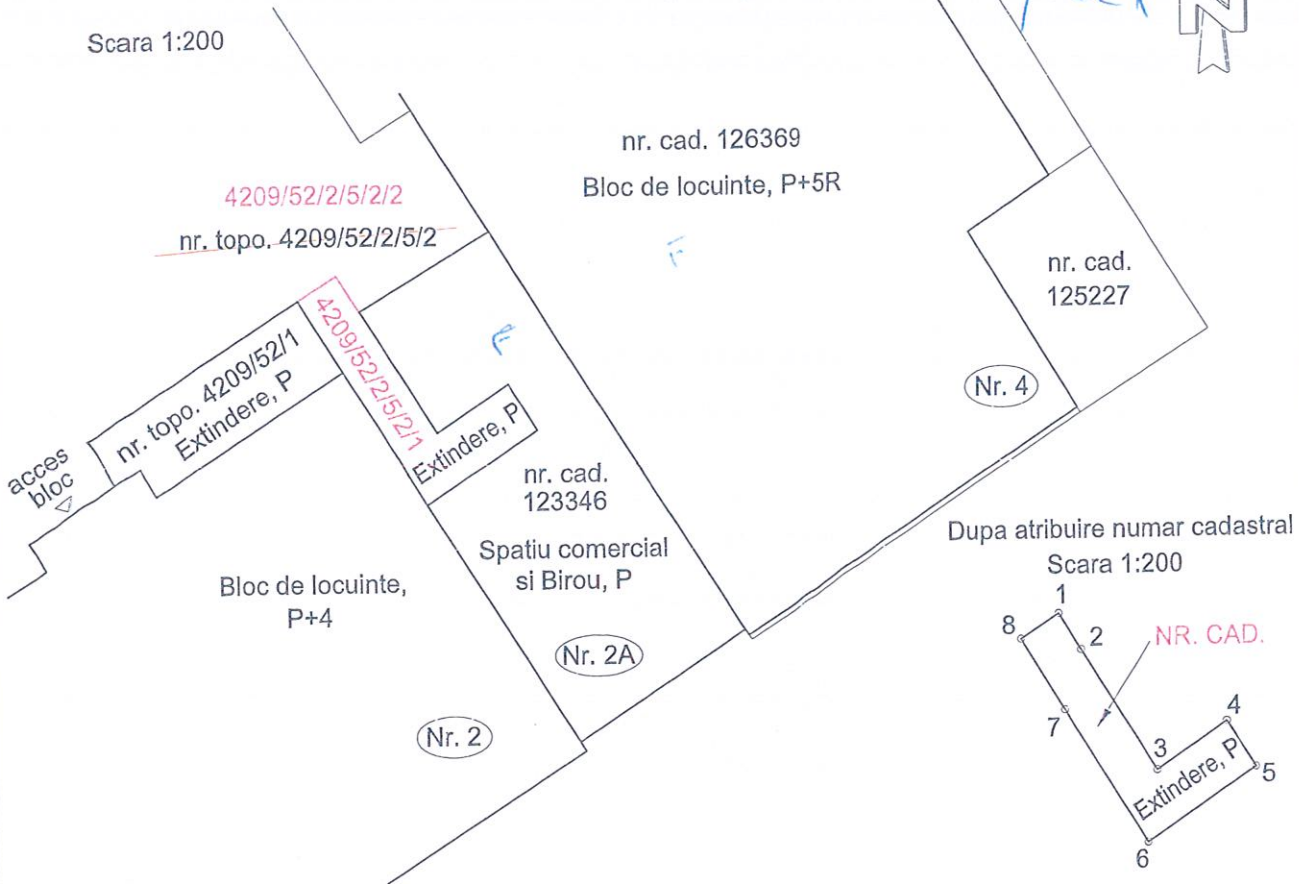 Scara 1:200
N
nr. cad. 126369
Bloc de locuinte, P+5R
4209/52/2/5/2/2
nr. topo. 4209/52/2/5/2
nr. cad.
125227
F
F
4209/52/2/5/2/1
nr. topo. 4209/52/1
Extindere, P
Nr. 4
Extindere, P
acces
bloc
nr. cad.
123346
Spatiu comercial
si Birou, P
Bloc de locuinte,
P+4
Nr. 2A
Nr. 2
Dupa atribuire numar cadastral
Scara 1:200
1
8
2
NR. CAD.
7
4
3
5
Extindere, P
6